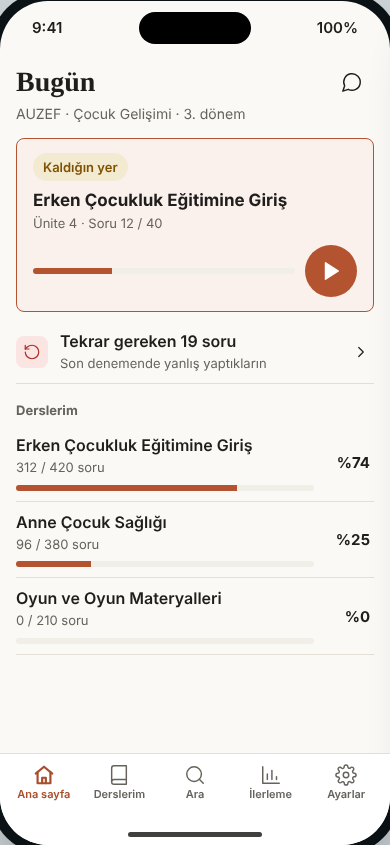 9:41
100%
Bugün
AUZEF · Çocuk Gelişimi · 3. dönem
Kaldığın yer
Erken Çocukluk Eğitimine Giriş
Ünite 4 · Soru 12 / 40
Tekrar gereken 19 soru
Son denemende yanlış yaptıkların
Derslerim
Erken Çocukluk Eğitimine Giriş
312 / 420 soru
%74
Anne Çocuk Sağlığı
96 / 380 soru
%25
Oyun ve Oyun Materyalleri
0 / 210 soru
%0
Ana sayfa
Derslerim
Ara
İlerleme
Ayarlar